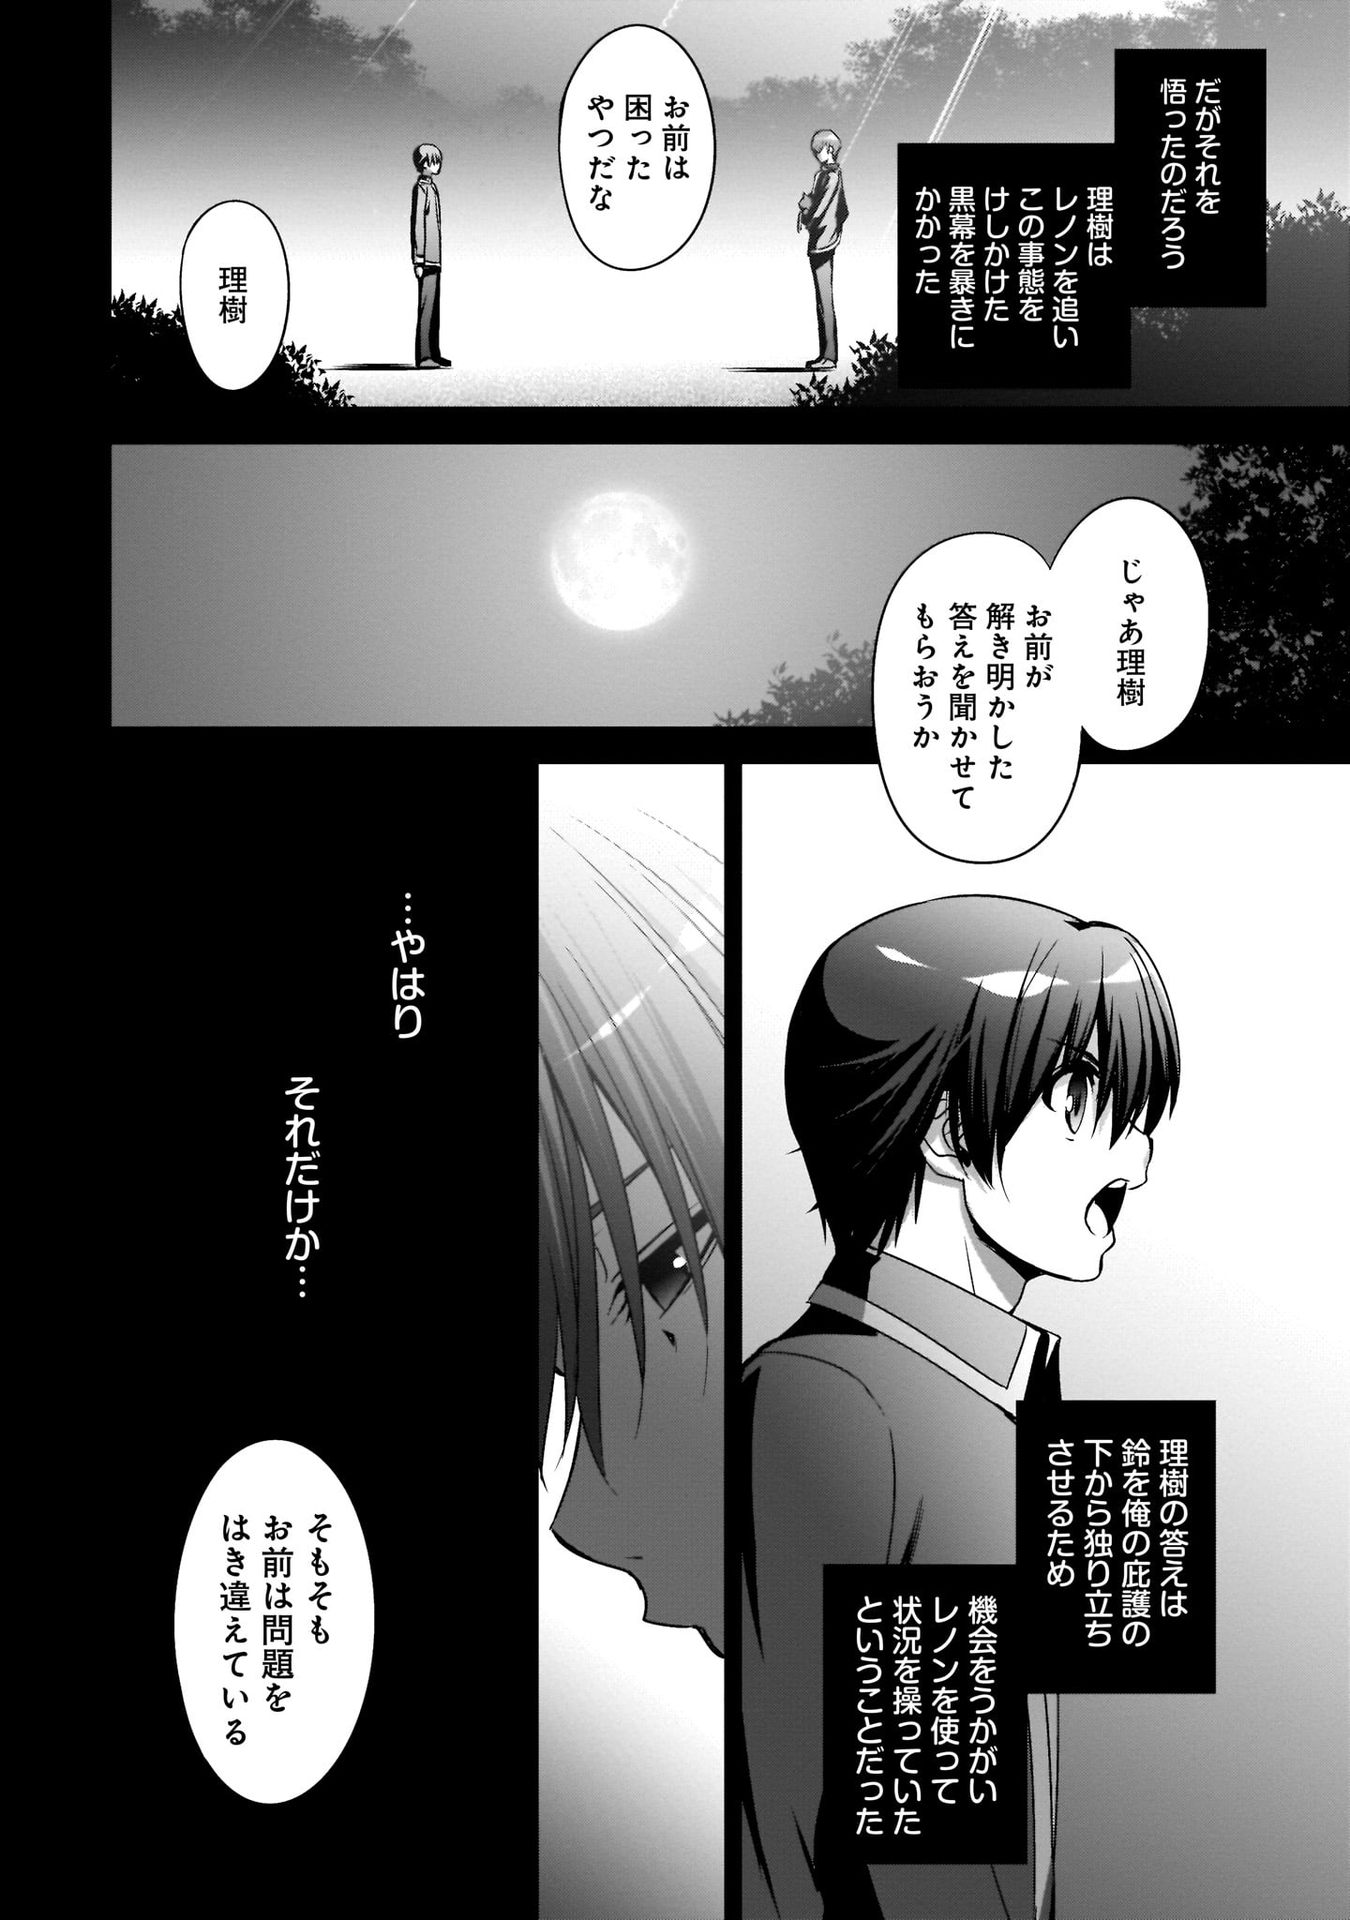 だがそれを
悟ったのだろう
理樹は
レノンを追い
この事態を
けしかけた
黒幕を暴きに
かかった
お前は
困った
やつだな
理樹
じゃあ理樹
お前が
解き明かした
答えを聞かせて
もらおうか
理樹の答えは
鈴を俺の庇護の
下から独り立ち
させるため
機会をうかがい
レノンを使って
状況を操っていた
ということだった
…やはり
それだけか…
そもそも
お前は問題を
はき違えている